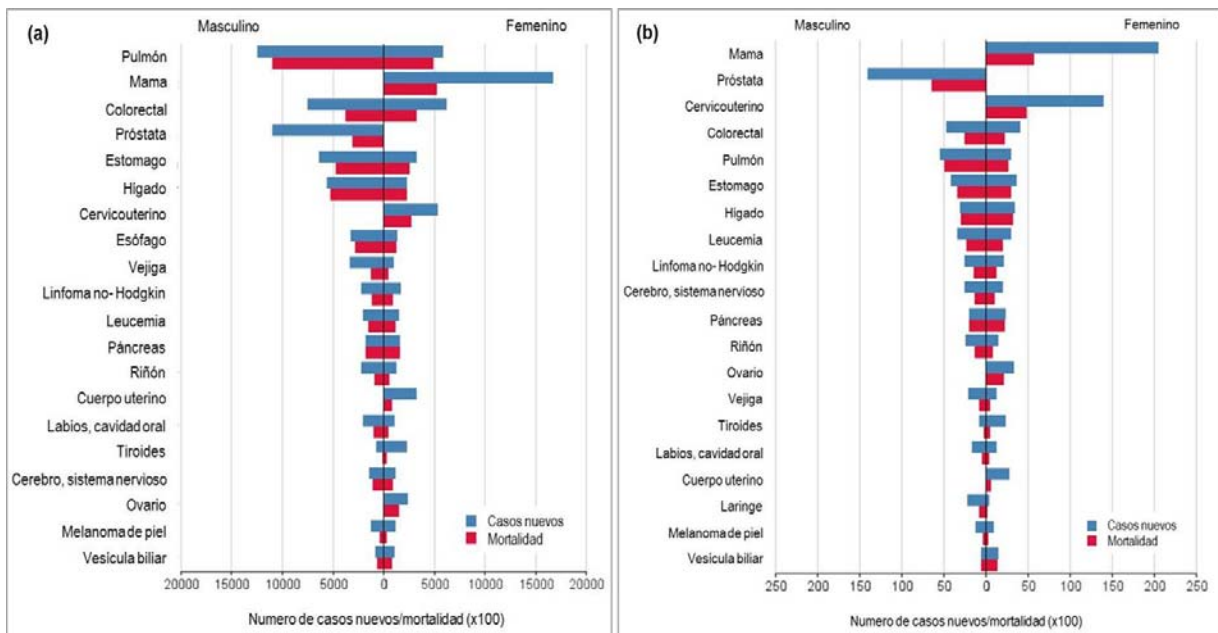 (a)
Masculino Femenino
Pulmón
Mama
Colorectal
Próstata
Estomago
Hígado
Cervicouterino
Esófago
Vejiga
Linfoma no- Hodgkin
Leucemia
Páncreas
Riñón
Cuerpo uterino
Labios, cavidad oral
Tiroides
Cerebro, sistema nervioso
Ovario
Melanoma de piel
Vesícula biliar
Casos nuevos
Mortalidad
20000 15000 10000 5000 0 5000 10000 15000 20000
Numero de casos nuevos/mortalidad (x100)
(b)
Masculino Femenino
Mama
Próstata
Cervicouterino
Colorectal
Pulmón
Estomago
Hígado
Leucemia
Linfoma no- Hodgkin
Cerebro, sistema nervioso
Páncreas
Riñón
Ovario
Vejiga
Tiroides
Labios, cavidad oral
Cuerpo uterino
Laringe
Melanoma de piel
Vesícula biliar
Casos nuevos
Mortalidad
250 200 150 100 50 0 50 100 150 200 250
Numero de casos nuevos/mortalidad (x100)